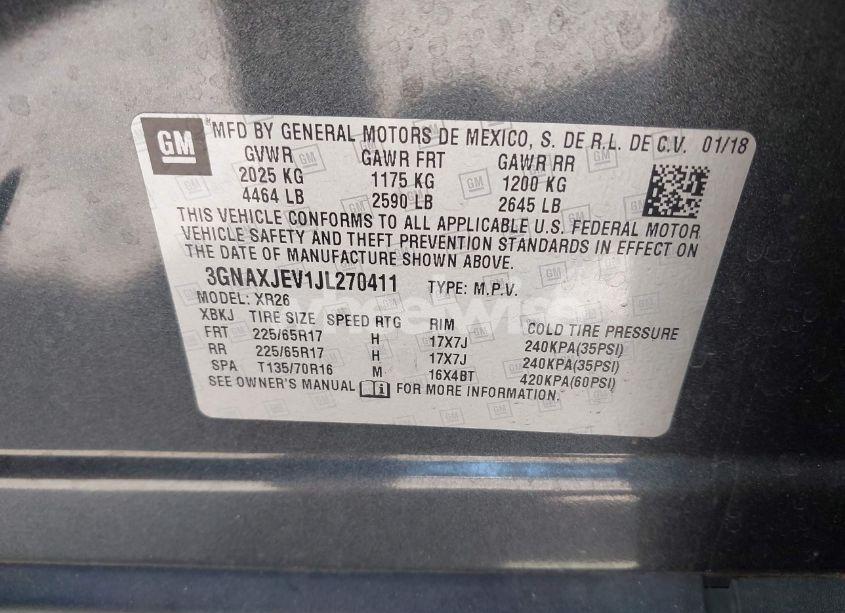 GM MFD BY GENERAL MOTORS DE MEXICO, S. DE R.L. DE C.V. 01/18
GVWR GAWR FRT GAWR RR
2025 KG 1175 KG 1200 KG
4464 LB 2590 LB 2645 LB
THIS VEHICLE CONFORMS TO ALL APPLICABLE U.S. FEDERAL MOTOR
VEHICLE SAFETY AND THEFT PREVENTION STANDARDS IN EFFECT ON
THE DATE OF MANUFACTURE SHOWN ABOVE.
3GNAXJEV1JL270411 TYPE: M.P.V.
MODEL: XR26
XBKJ TIRE SIZE SPEED RTG RIM COLD TIRE PRESSURE
FRT 225/65R17 H 17X7J 240KPA(35PSI)
RR 225/65R17 H 17X7J 240KPA(35PSI)
SPA T135/70R16 M 16X4BT 420KPA(60PSI)
SEE OWNER'S MANUAL FOR MORE INFORMATION.